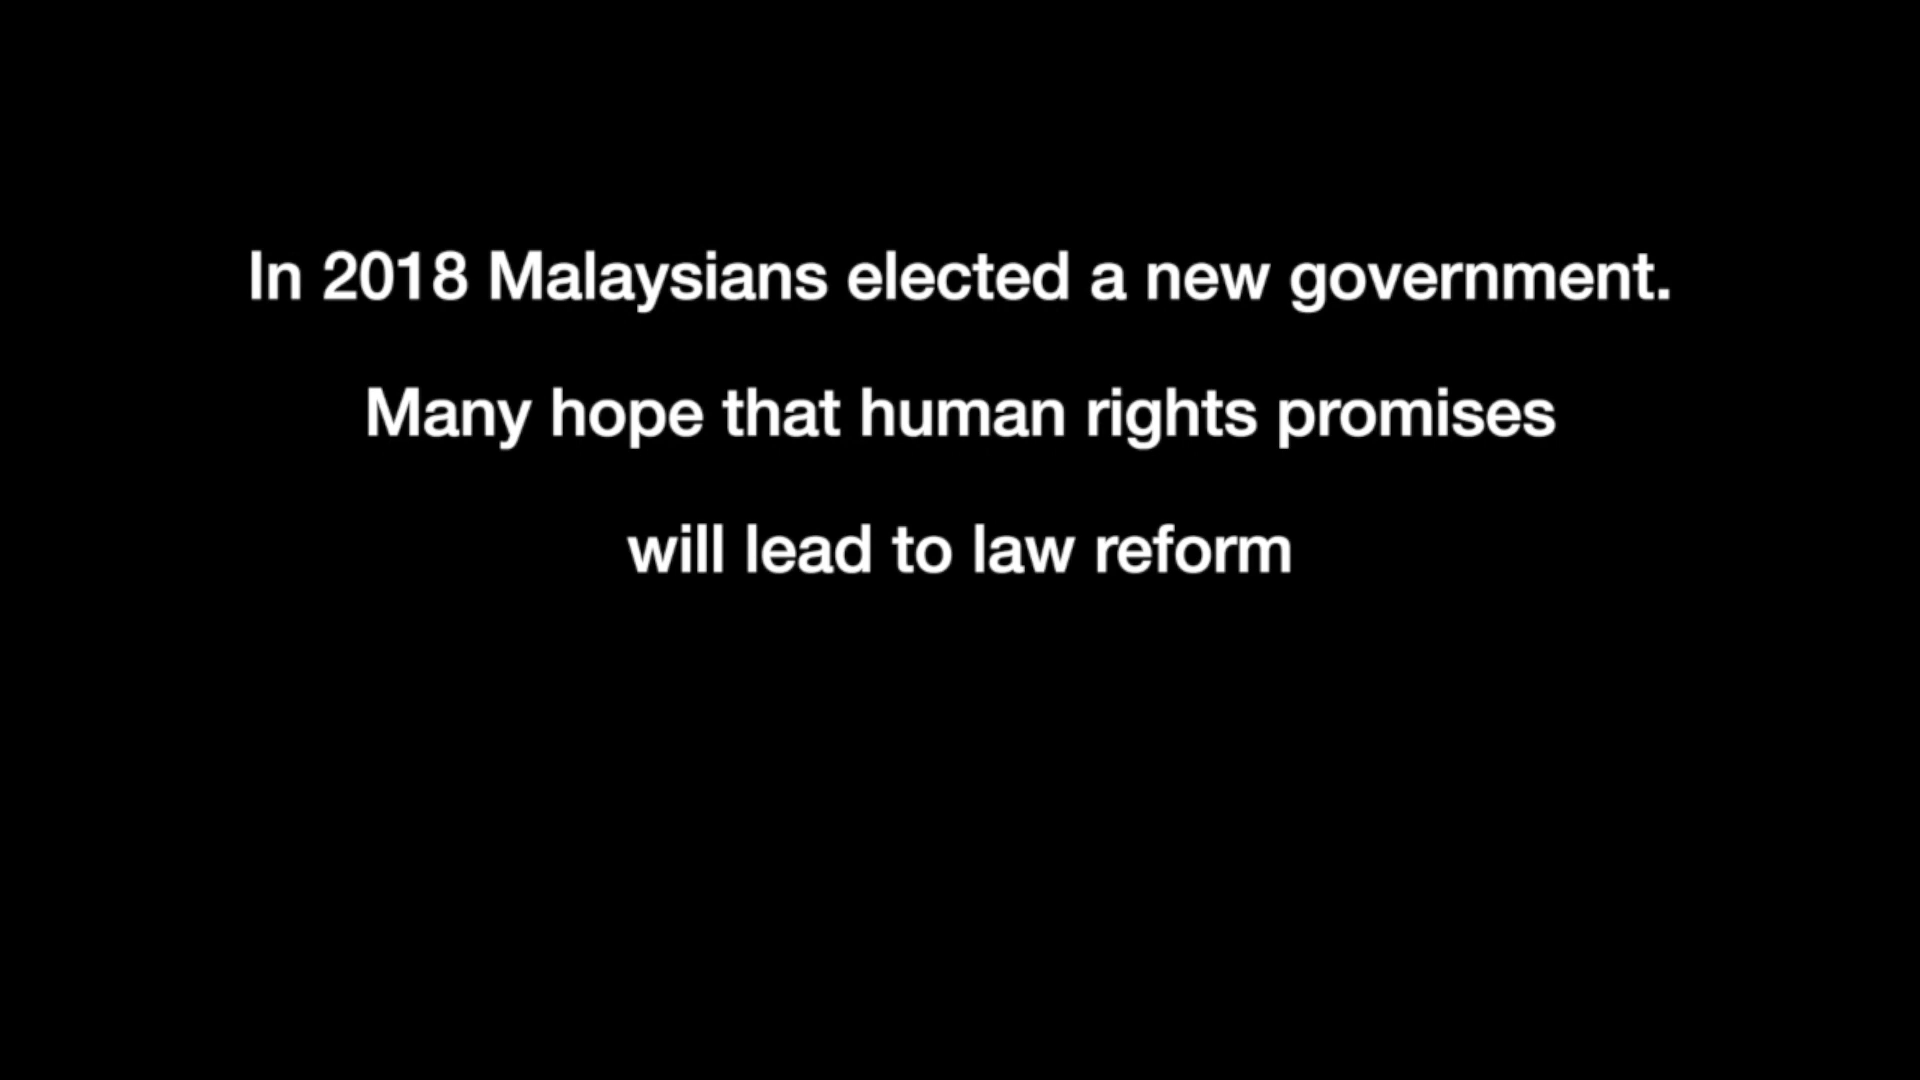 In 2018 Malaysians elected a new government.
Many hope that human rights promises
will lead to law reform